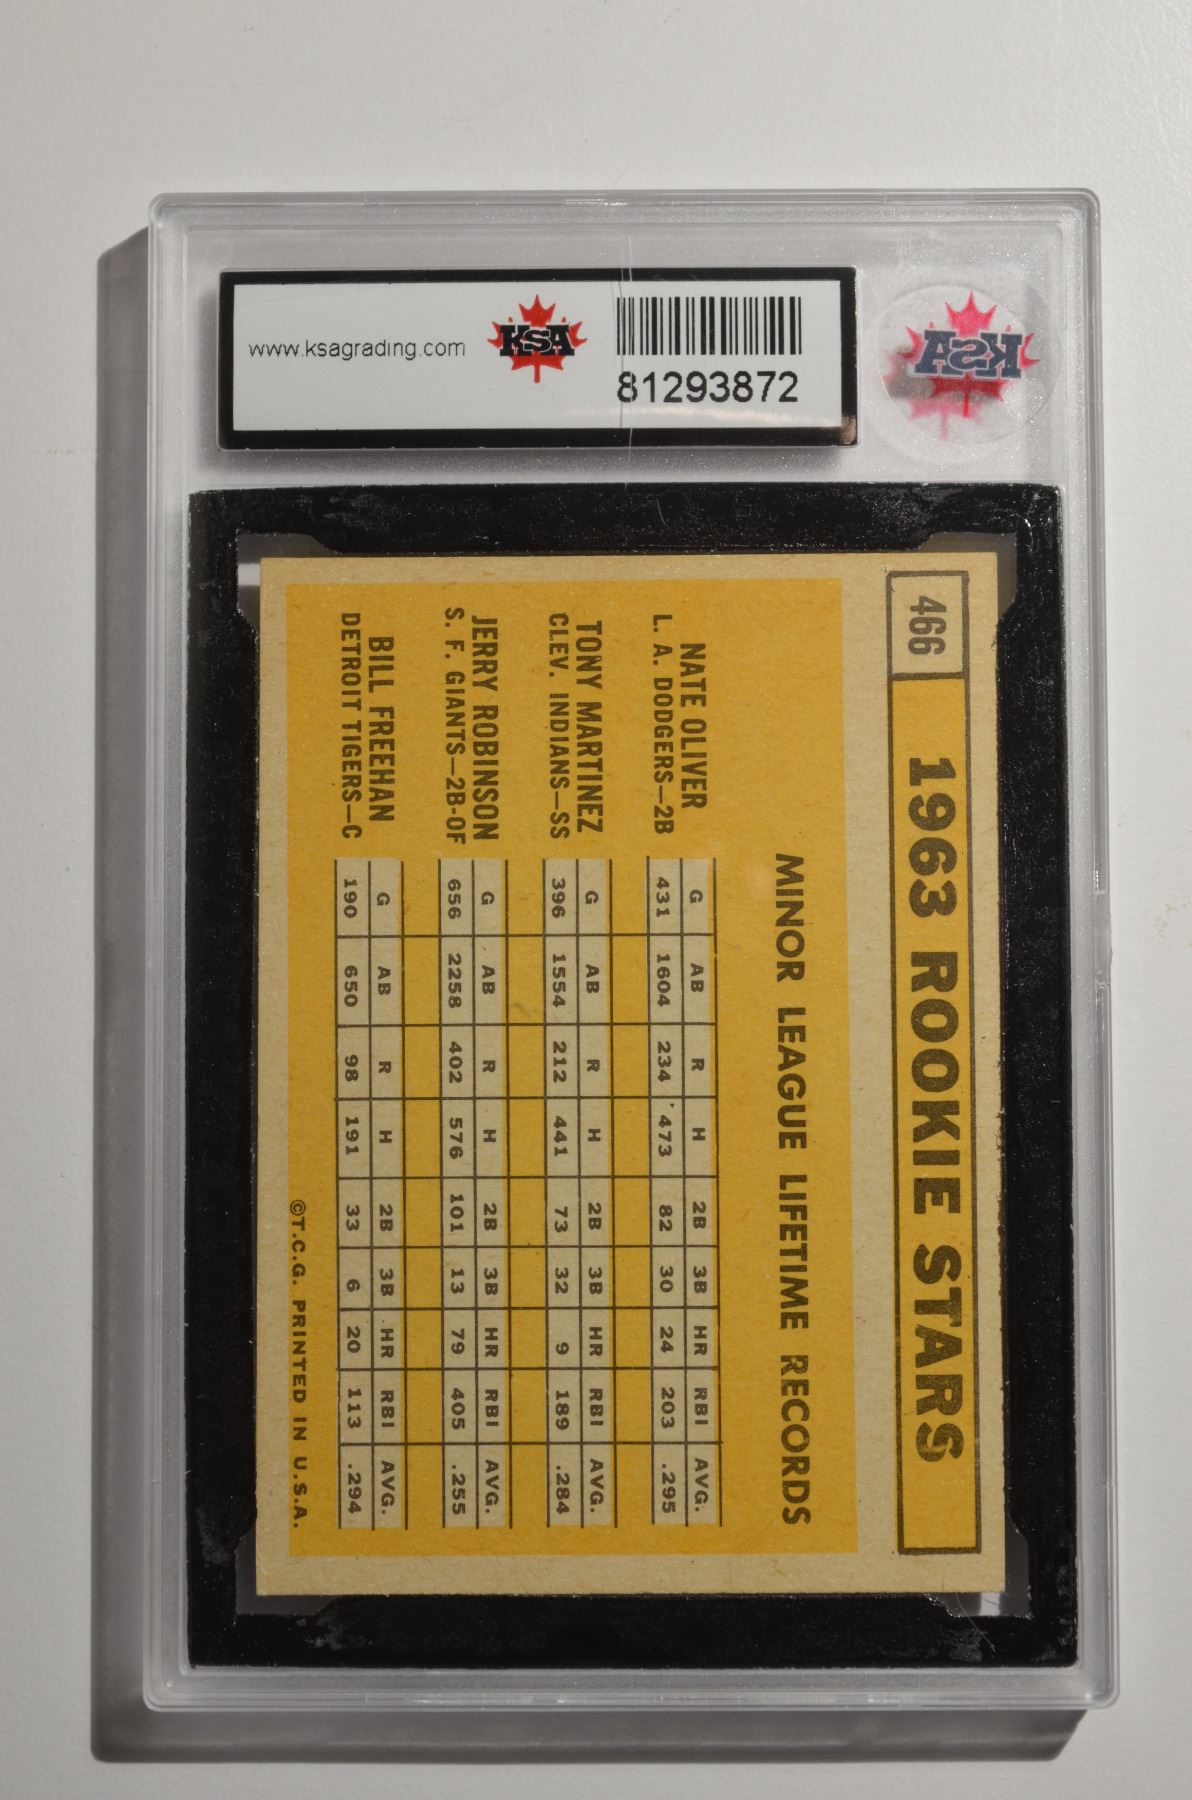 www.ksagrading.com
KSA
81293872
KSA
466
1963 ROOKIE STARS
MINOR LEAGUE LIFETIME RECORDS
NATE OLIVER
L. A. DODGERS—2B
G AB R H 2B 3B HR RBI AVG.
431 1604 234 473 82 30 24 203 .295
TONY MARTINEZ
CLEV. INDIANS—SS
G AB R H 2B 3B HR RBI AVG.
396 1554 212 441 73 32 9 189 .284
JERRY ROBINSON
S. F. GIANTS—2B-OF
G AB R H 2B 3B HR RBI AVG.
656 2258 402 576 101 13 79 405 .255
BILL FREEHAN
DETROIT TIGERS—C
G AB R H 2B 3B HR RBI AVG.
190 650 98 191 33 6 20 113 .294
©T.C.G. PRINTED IN U.S.A.